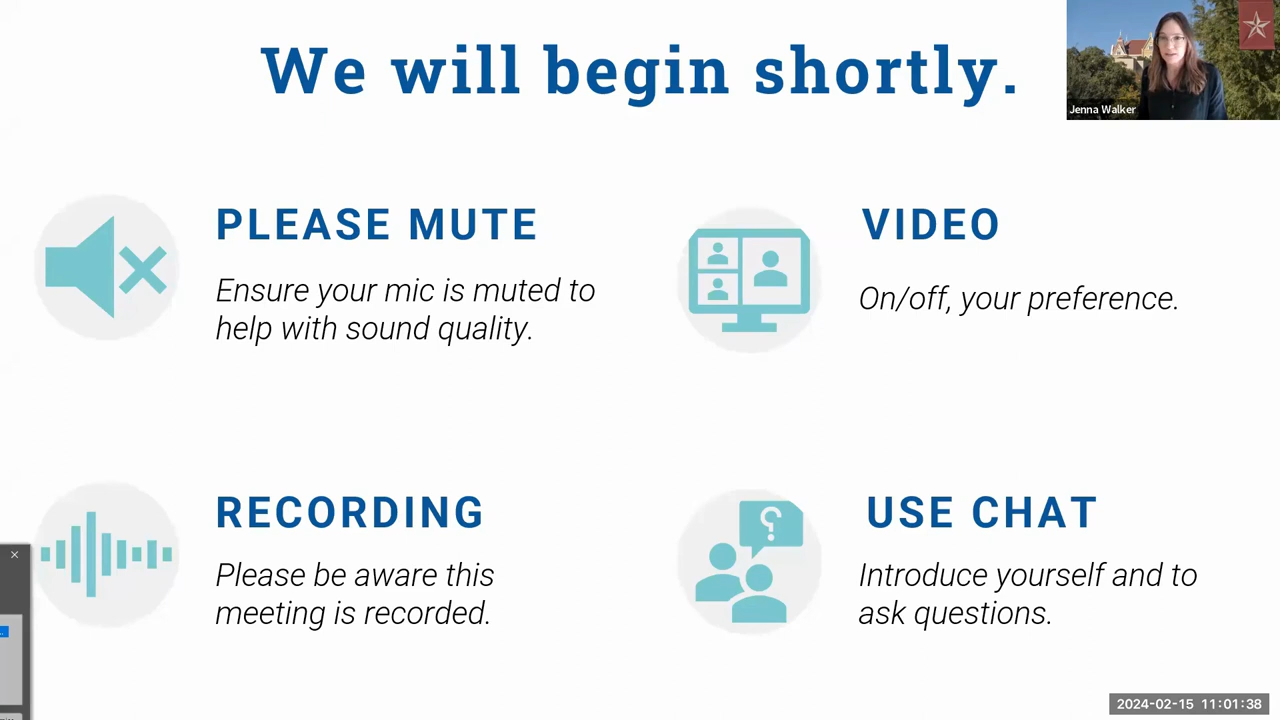 We will begin shortly.
Jenna Walker
PLEASE MUTE
Ensure your mic is muted to
help with sound quality.
VIDEO
On/off, your preference.
RECORDING
Please be aware this
meeting is recorded.
USE CHAT
?
Introduce yourself and to
ask questions.
2024-02-15 11:01:38